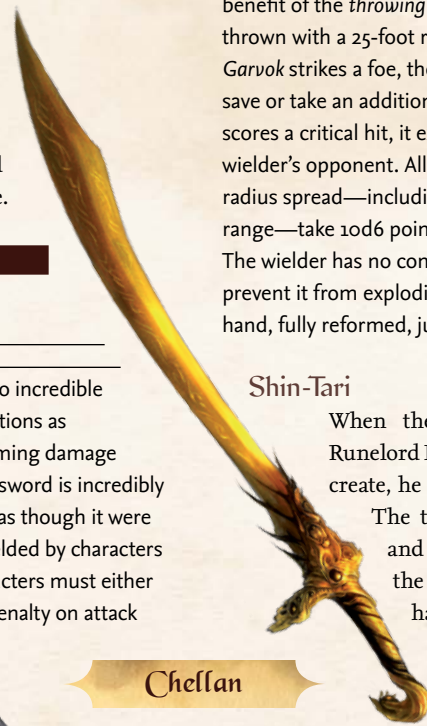 e.
o incredible
tions as
ming damage
sword is incredibly
as though it were
elded by characters
cters must either
enalty on attack
Chellan
benefit of the throwing
thrown with a 25-foot r
Garvok strikes a foe, the
save or take an addition
scores a critical hit, it e
wielder's opponent. All
radius spread—includi
range—take 10d6 poin
The wielder has no con
prevent it from explodi
hand, fully reformed, ju
Shin-Tari
When the
Runelord
create, he
The t
and
the
ha